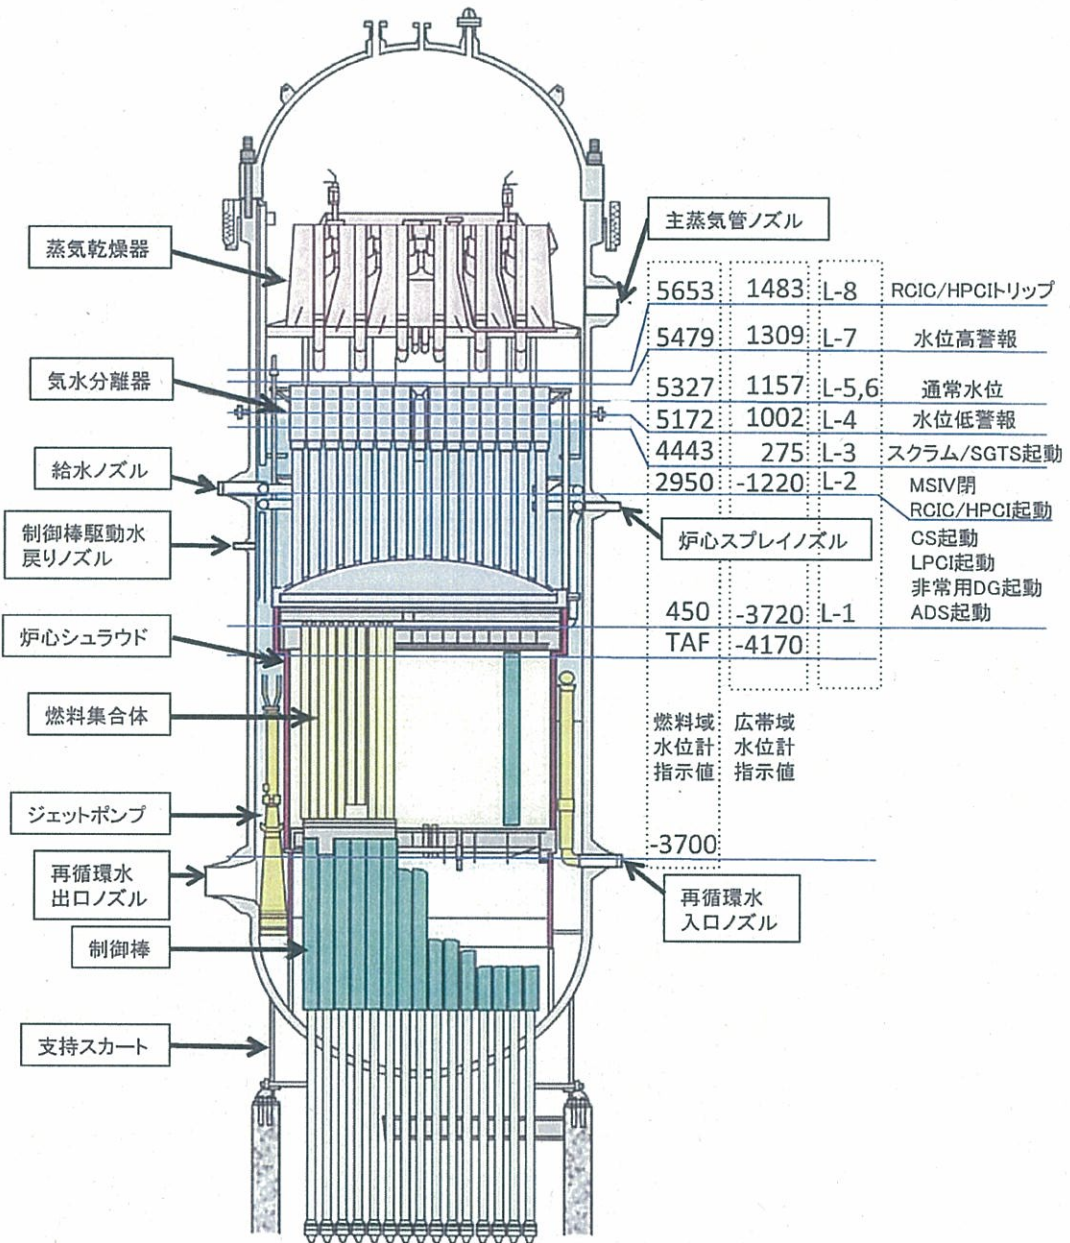 蒸気乾燥器
気水分離器
給水ノズル
制御棒駆動水
戻りノズル
炉心シュラウド
燃料集合体
ジェットポンプ
再循環水
出口ノズル
制御棒
支持スカート
主蒸気管ノズル
5653 1483 L-8 RCIC/HPCIトリップ
5479 1309 L-7 水位高警報
5327 1157 L-5,6 通常水位
5172 1002 L-4 水位低警報
4443 275 L-3 スクラム/SGTS起動
2950 -1220 L-2 MSIV閉
RCIC/HPCI起動
炉心スプレイノズル
CS起動
LPCI起動
非常用DG起動
450 -3720 L-1 ADS起動
TAF -4170
燃料域
水位計
指示値
広帯域
水位計
指示値
-3700
再循環水
入口ノズル